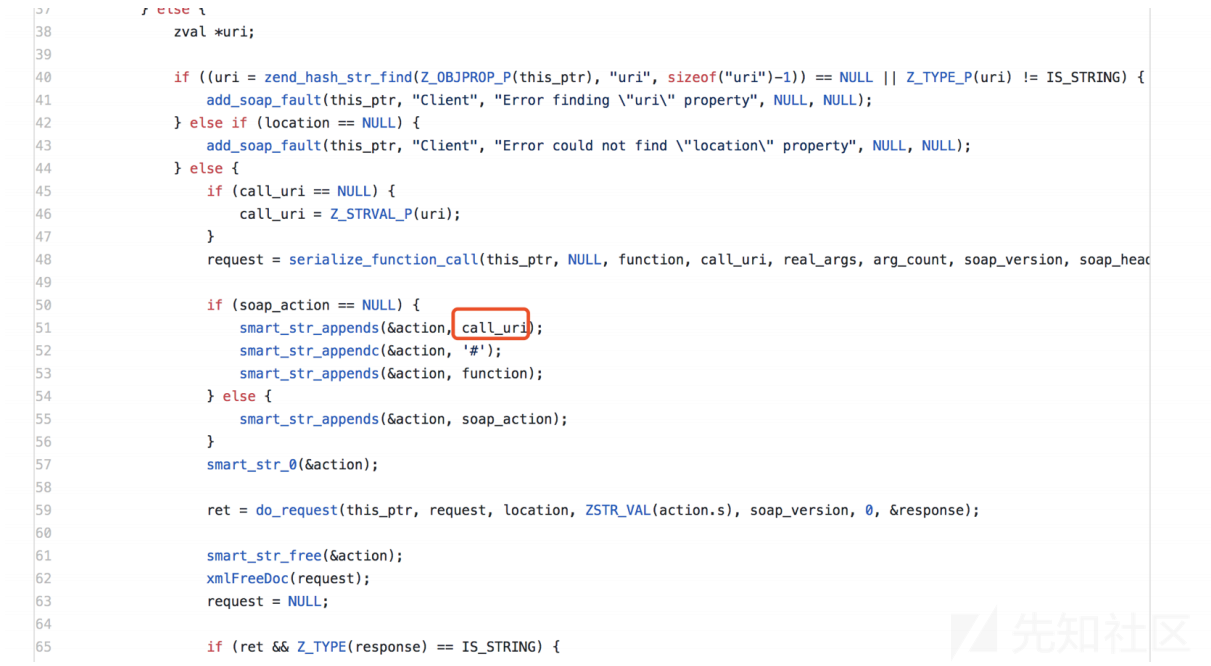 37 } else {
38 zval *uri;
39
40 if ((uri = zend_hash_str_find(Z_OBJPROP_P(this_ptr), "uri", sizeof("uri")-1)) == NULL || Z_TYPE_P(uri) != IS_STRING) {
41 add_soap_fault(this_ptr, "Client", "Error finding \"uri\" property", NULL, NULL);
42 } else if (location == NULL) {
43 add_soap_fault(this_ptr, "Client", "Error could not find \"location\" property", NULL, NULL);
44 } else {
45 if (call_uri == NULL) {
46 call_uri = Z_STRVAL_P(uri);
47 }
48 request = serialize_function_call(this_ptr, NULL, function, call_uri, real_args, arg_count, soap_version, soap_head
49
50 if (soap_action == NULL) {
51 smart_str_appends(&action, call_uri);
52 smart_str_appendc(&action, '#');
53 smart_str_appends(&action, function);
54 } else {
55 smart_str_appends(&action, soap_action);
56 }
57 smart_str_0(&action);
58
59 ret = do_request(this_ptr, request, location, ZSTR_VAL(action.s), soap_version, 0, &response);
60
61 smart_str_free(&action);
62 xmlFreeDoc(request);
63 request = NULL;
64
65 if (ret && Z_TYPE(response) == IS_STRING) {
先知社区